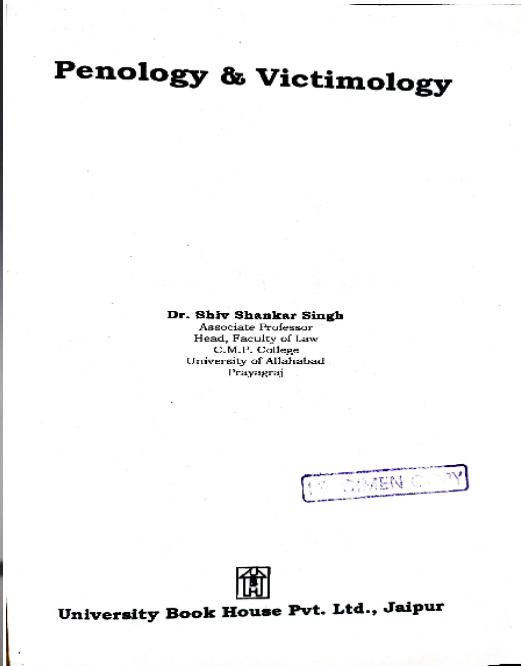 Penology & Victimology
Dr. Shiv Shankar Singh
Associate Professor
Head, Faculty of Law
C.M.P. College
University of Allahabad
Prayagraj
University Book House Pvt. Ltd., Jaipur